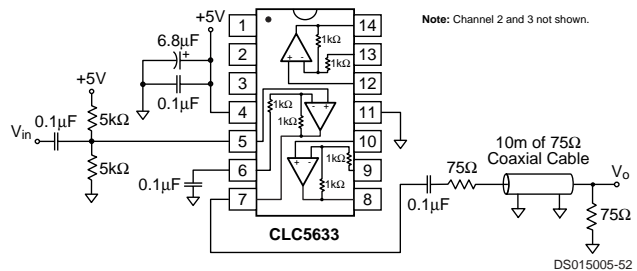 +5V
Note: Channel 2 and 3 not shown.
6.8µF
+
0.1µF
+5V
5kΩ
0.1µF
Vin
5kΩ
0.1µF
1
2
3
4
5
6
7
14
13
12
11
10
9
8
1kΩ
1kΩ
+ -
1kΩ
1kΩ
- +
+ -
1kΩ
1kΩ
CLC5633
10m of 75Ω
Coaxial Cable
75Ω
0.1µF
Vo
75Ω
DS015005-52